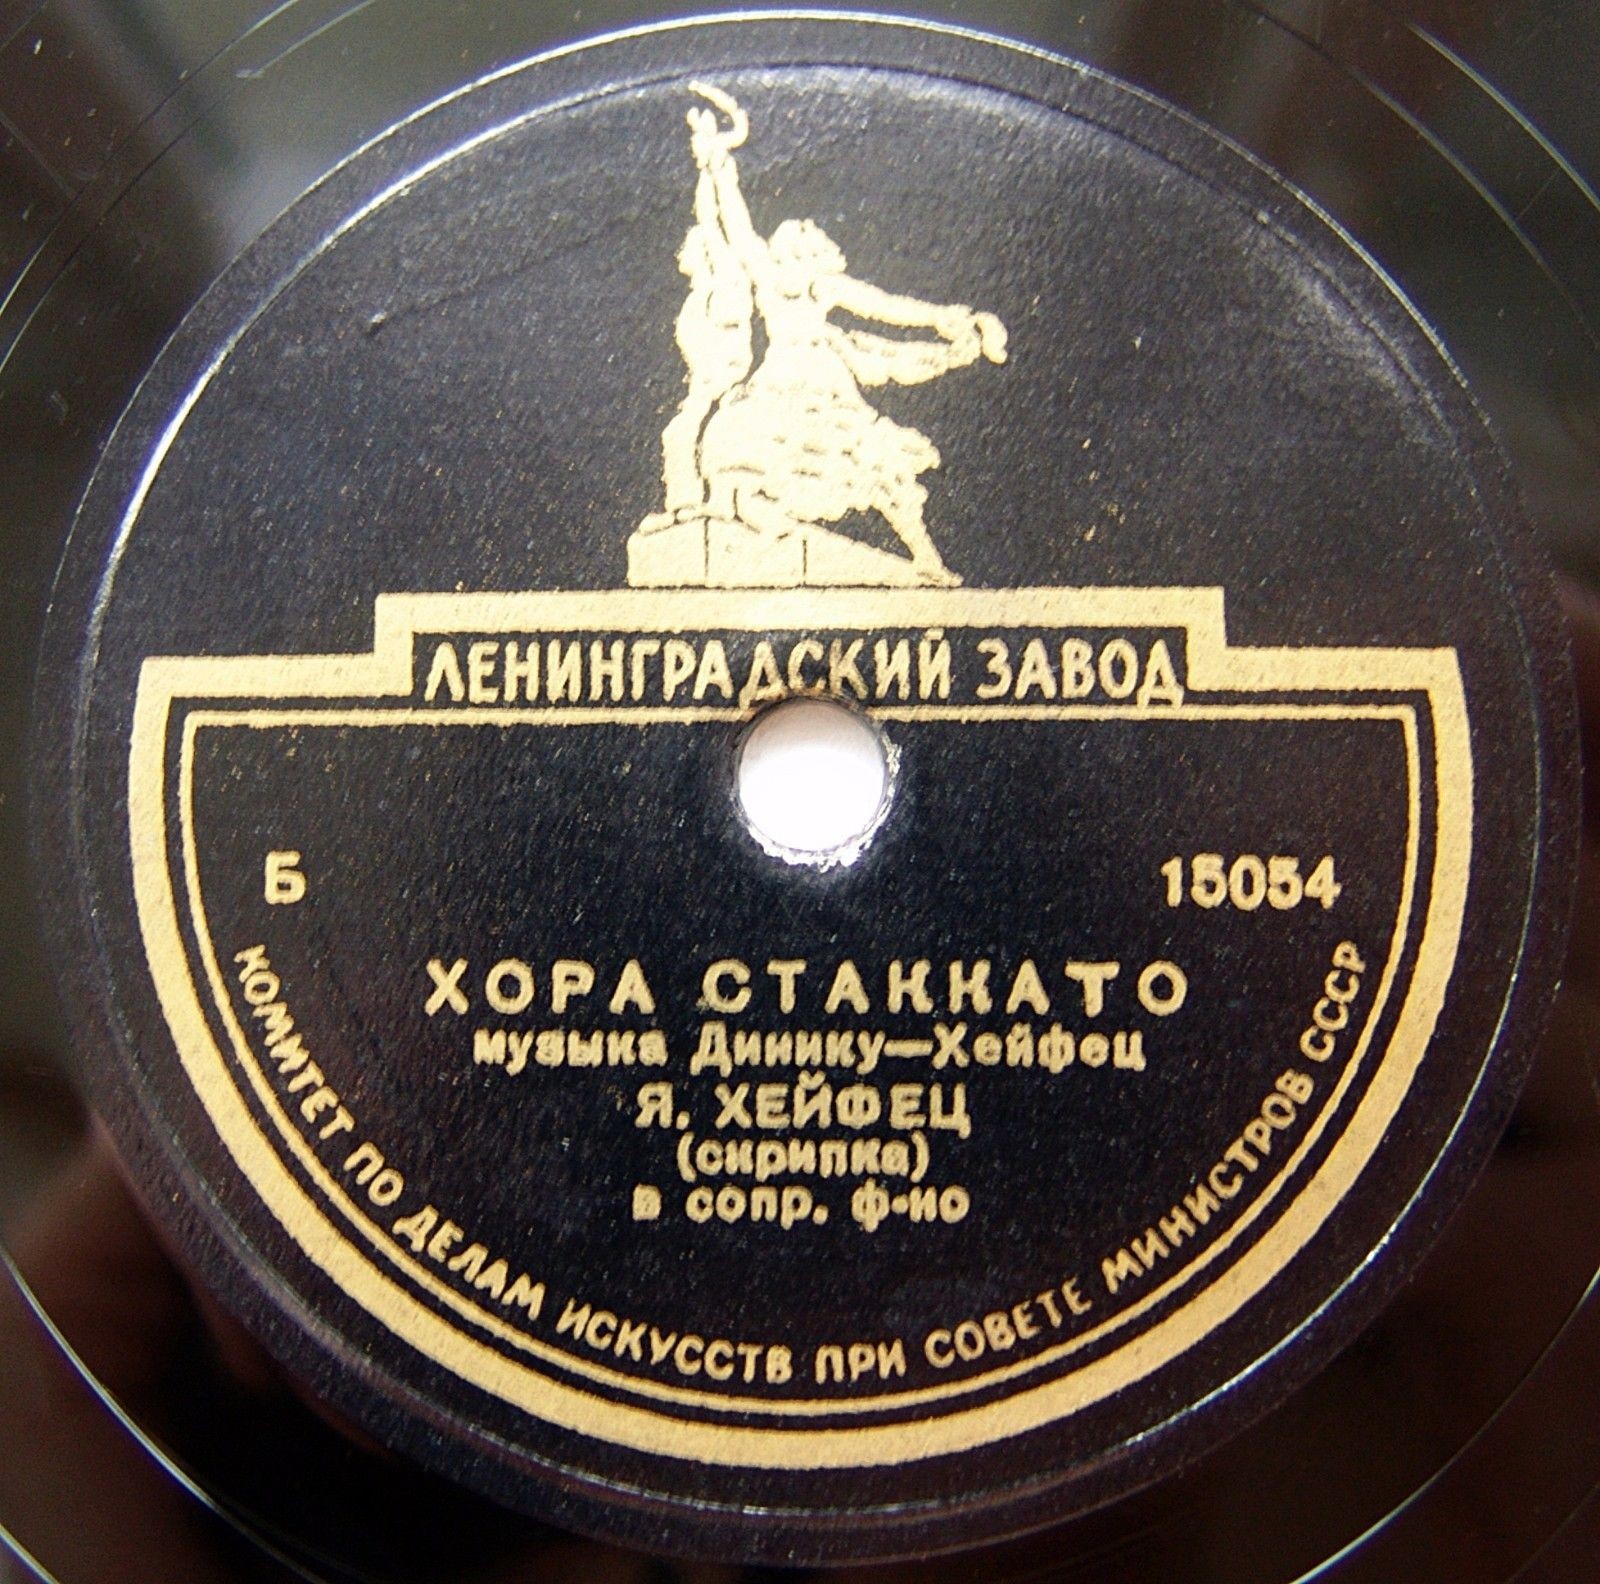 ЛЕНИНГРАДСКИЙ ЗАВОД
Б 15054
ХОРА СТАККАТО
музыка Динику—Хейфец
Я. ХЕЙФЕЦ
(скрипка)
в сопр. ф-но
КОМИТЕТ ПО ДЕЛАМ ИСКУССТВ ПРИ СОВЕТЕ МИНИСТРОВ СССР